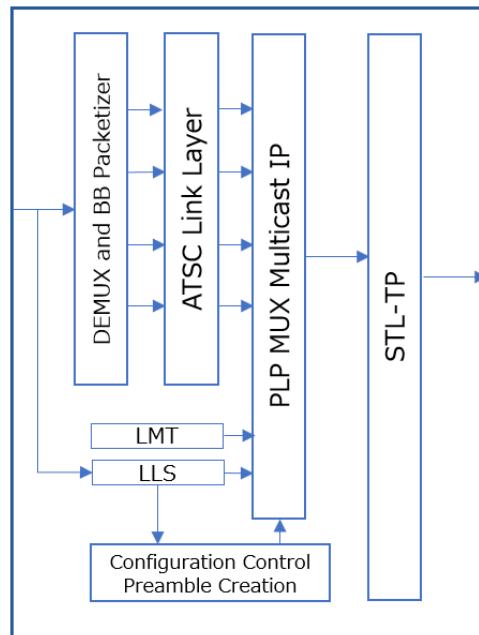 DEMUX and BB Packetizer
ATSC Link Layer
PLP MUX Multicast IP
STL-TP
LMT
LLS
Configuration Control
Preamble Creation